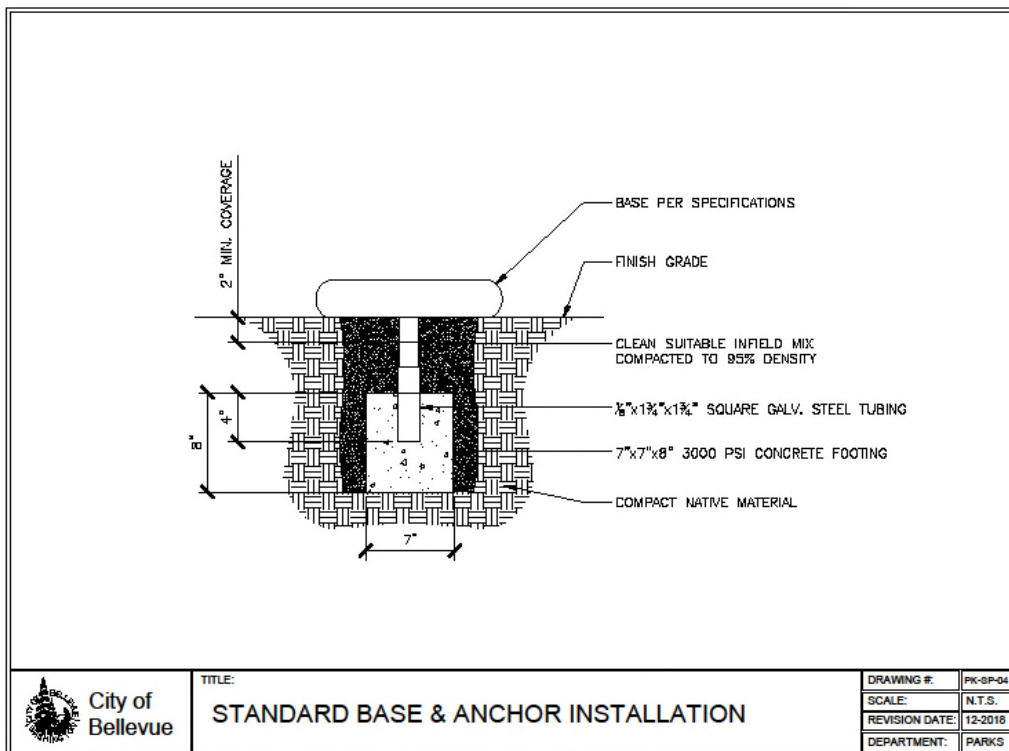 2" MIN. COVERAGE
BASE PER SPECIFICATIONS
FINISH GRADE
CLEAN SUITABLE INFIELD MIX
COMPACTED TO 95% DENSITY
⅛"x1¾"x1¾" SQUARE GALV. STEEL TUBING
7"x7"x8" 3000 PSI CONCRETE FOOTING
COMPACT NATIVE MATERIAL
4"
8"
7"
City of
Bellevue
TITLE:
STANDARD BASE & ANCHOR INSTALLATION
DRAWING #: PK-SP-04
SCALE: N.T.S.
REVISION DATE: 12-2018
DEPARTMENT: PARKS